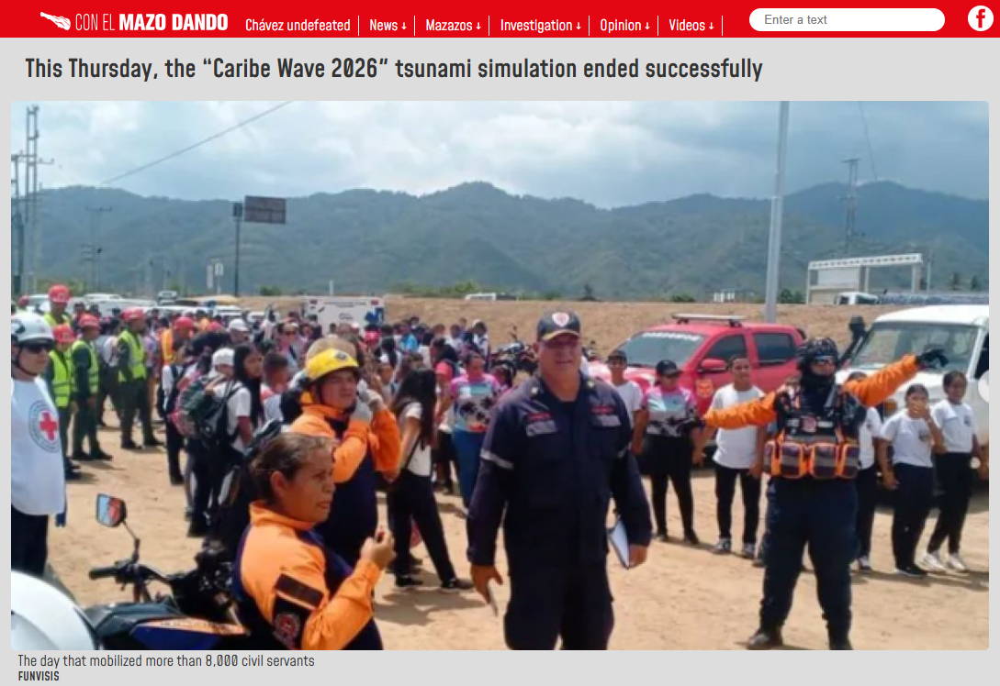 CON EL MAZO DANDO
Chávez undefeated
News ↓
Mazazos ↓
Investigation ↓
Opinion ↓
Videos ↓
Enter a text
This Thursday, the “Caribe Wave 2026” tsunami simulation ended successfully
The day that mobilized more than 8,000 civil servants
FUNVISIS